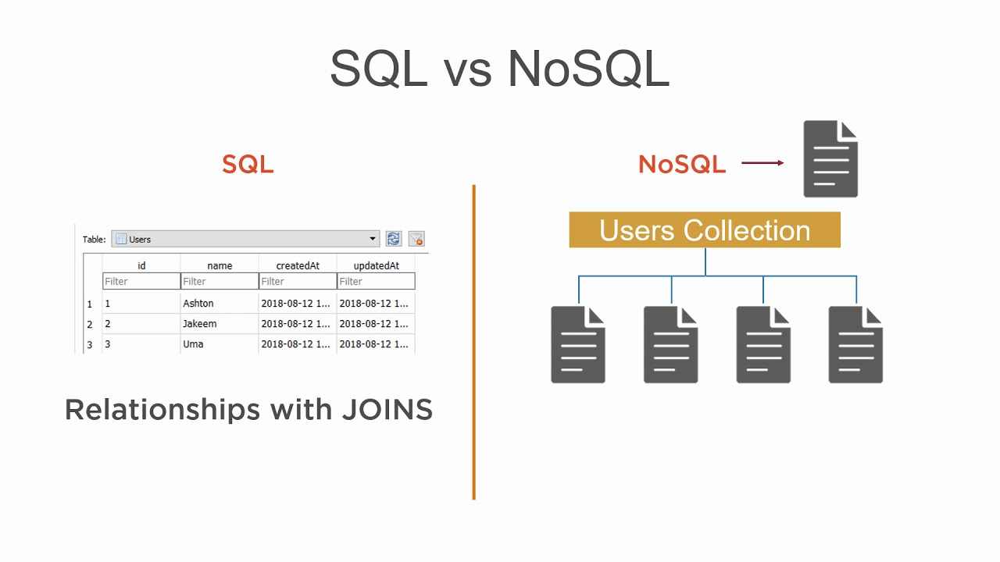 SQL vs NoSQL
SQL
Table: Users
id name createdAt updatedAt
Filter Filter Filter Filter
1 1 Ashton 2018-08-12 1... 2018-08-12 1...
2 2 Jakeem 2018-08-12 1... 2018-08-12 1...
3 3 Uma 2018-08-12 1... 2018-08-12 1...
Relationships with JOINS
NoSQL
Users Collection